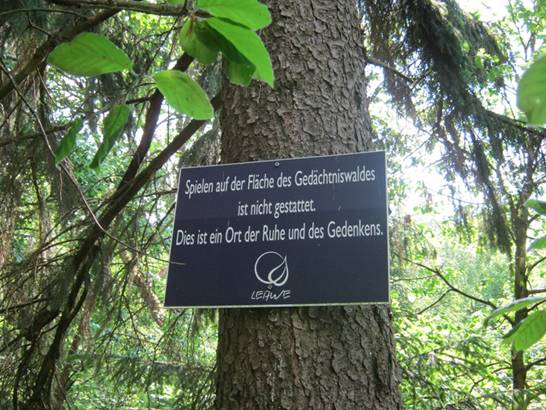 Spielen auf der Fläche des Gedächtniswaldes
ist nicht gestattet.
Dies ist ein Ort der Ruhe und des Gedenkens.
LEAWE